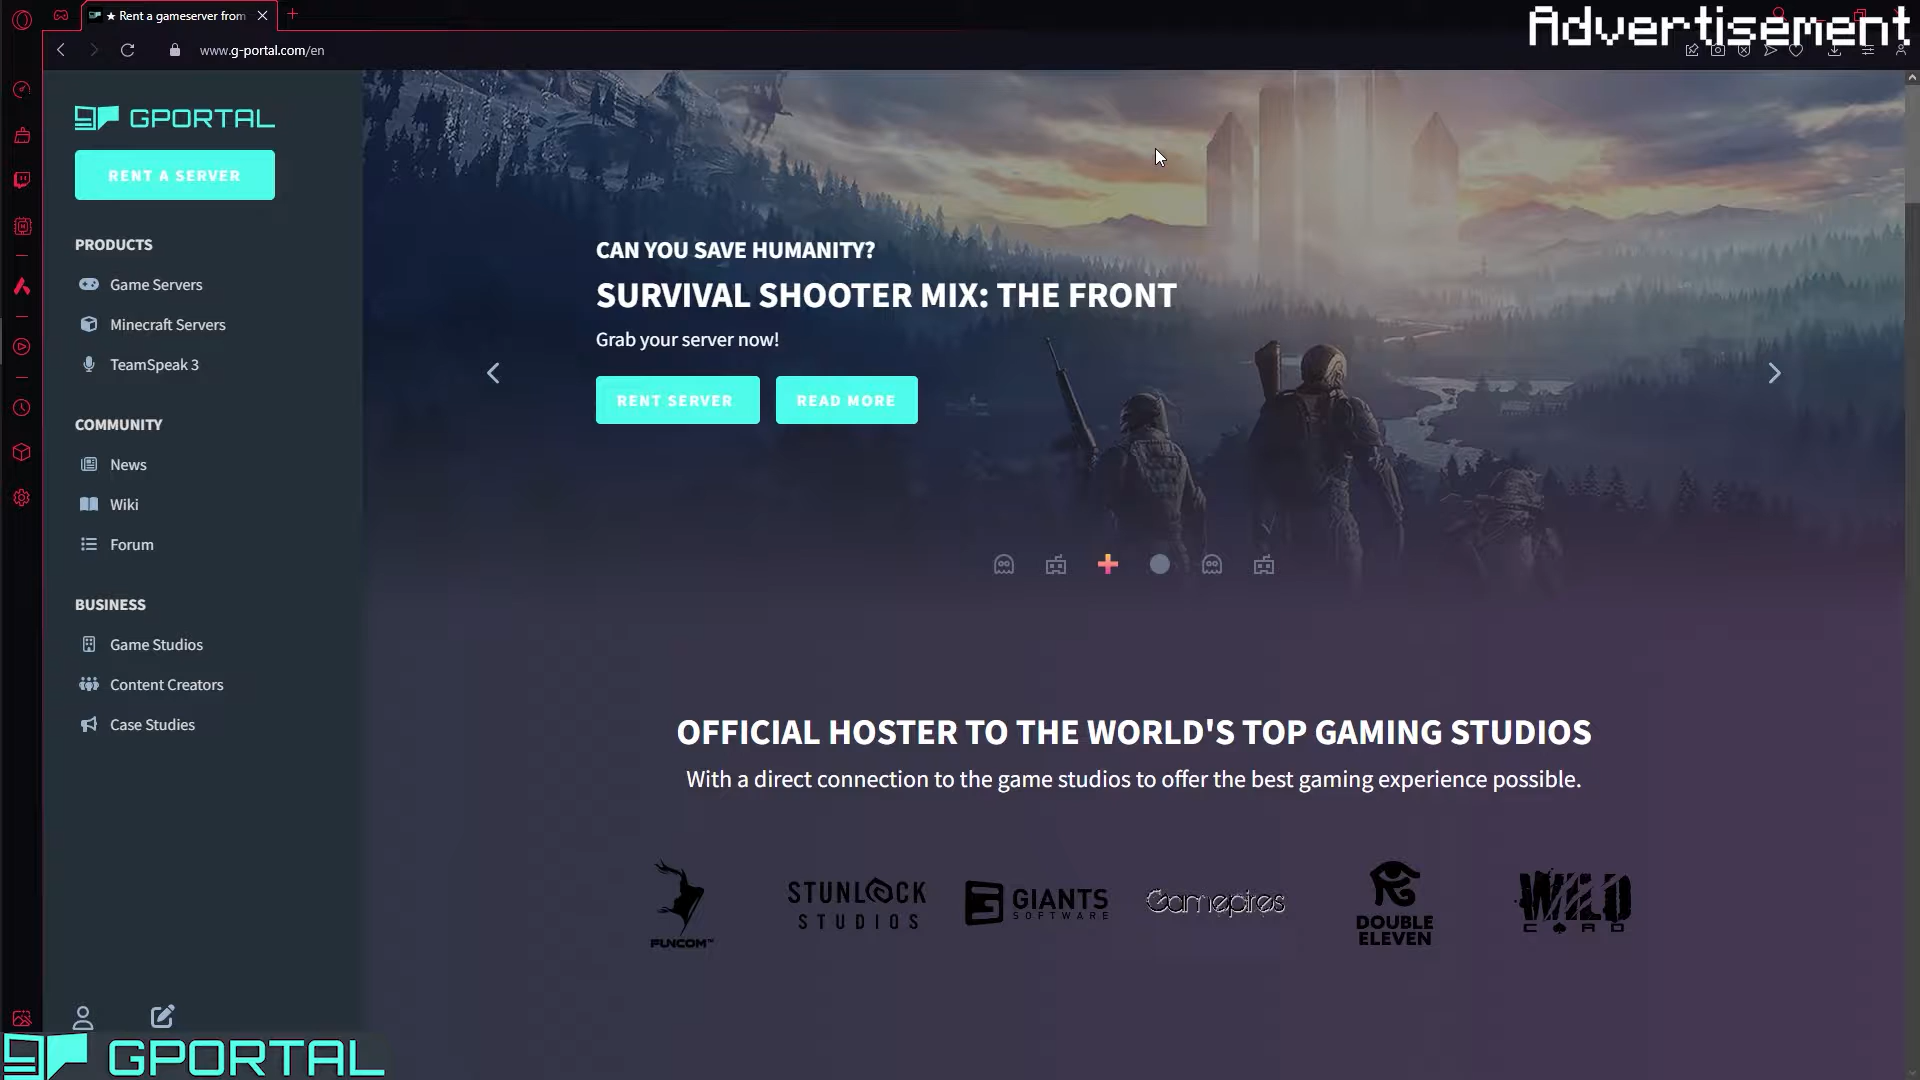 ★ Rent a gameserver from
Advertisement
www.g-portal.com/en
GPORTAL
RENT A SERVER
PRODUCTS
Game Servers
Minecraft Servers
TeamSpeak 3
COMMUNITY
News
Wiki
Forum
BUSINESS
Game Studios
Content Creators
Case Studies
CAN YOU SAVE HUMANITY?
SURVIVAL SHOOTER MIX: THE FRONT
Grab your server now!
RENT SERVER
READ MORE
OFFICIAL HOSTER TO THE WORLD'S TOP GAMING STUDIOS
With a direct connection to the game studios to offer the best gaming experience possible.
FUNCOM™
STUNLOCK
STUDIOS
GIANTS
SOFTWARE
Gamepires
DOUBLE
ELEVEN
WILD
CARD
GPORTAL